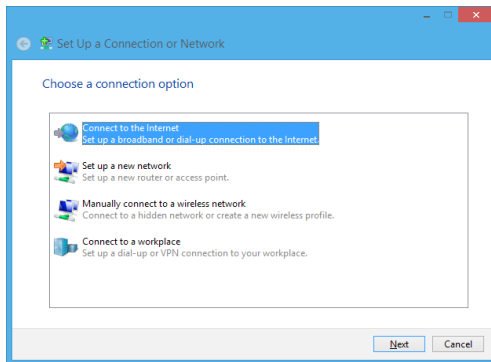 Set Up a Connection or Network
Choose a connection option
Connect to the Internet
Set up a broadband or dial-up connection to the Internet.
Set up a new network
Set up a new router or access point.
Manually connect to a wireless network
Connect to a hidden network or create a new wireless profile.
Connect to a workplace
Set up a dial-up or VPN connection to your workplace.
Next Cancel